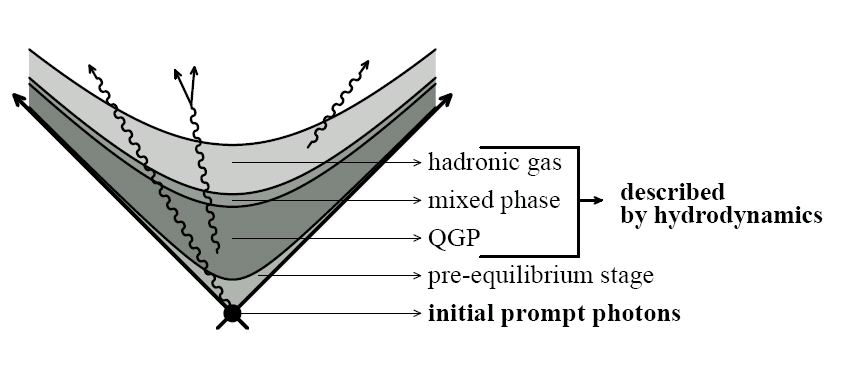 hadronic gas
mixed phase
QGP
described
by hydrodynamics
pre-equilibrium stage
initial prompt photons